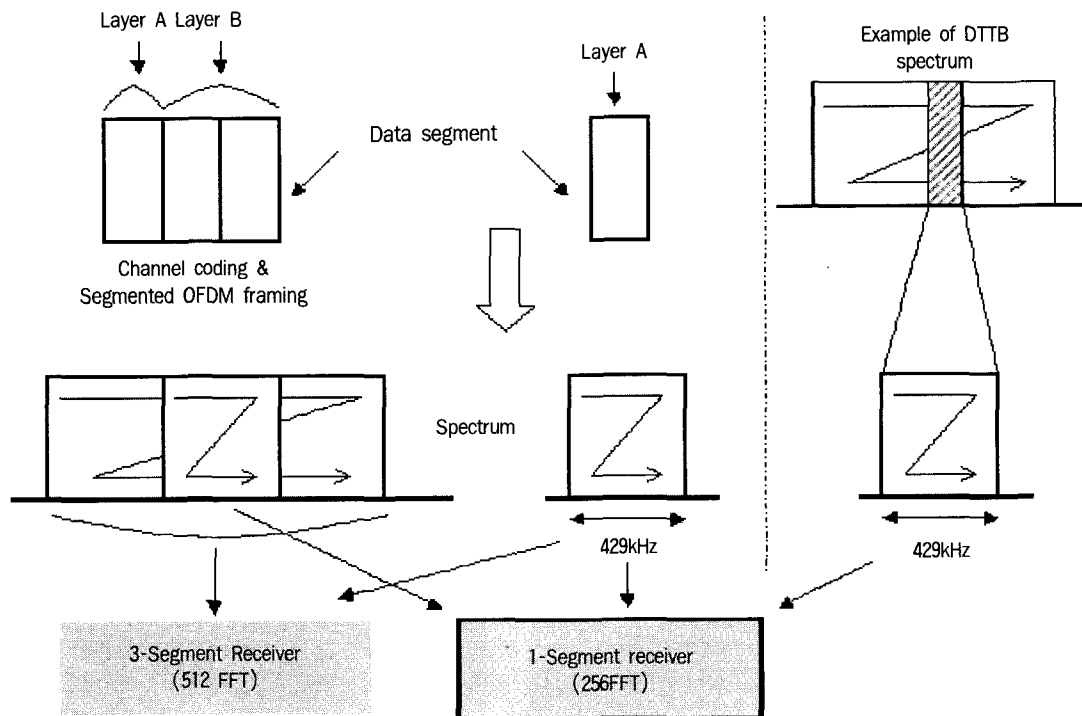 Layer A Layer B
Layer A
Example of DTTB
spectrum
Data segment
Channel coding &
Segmented OFDM framing
Spectrum
429kHz
429kHz
3-Segment Receiver
(512 FFT)
1-Segment receiver
(256FFT)